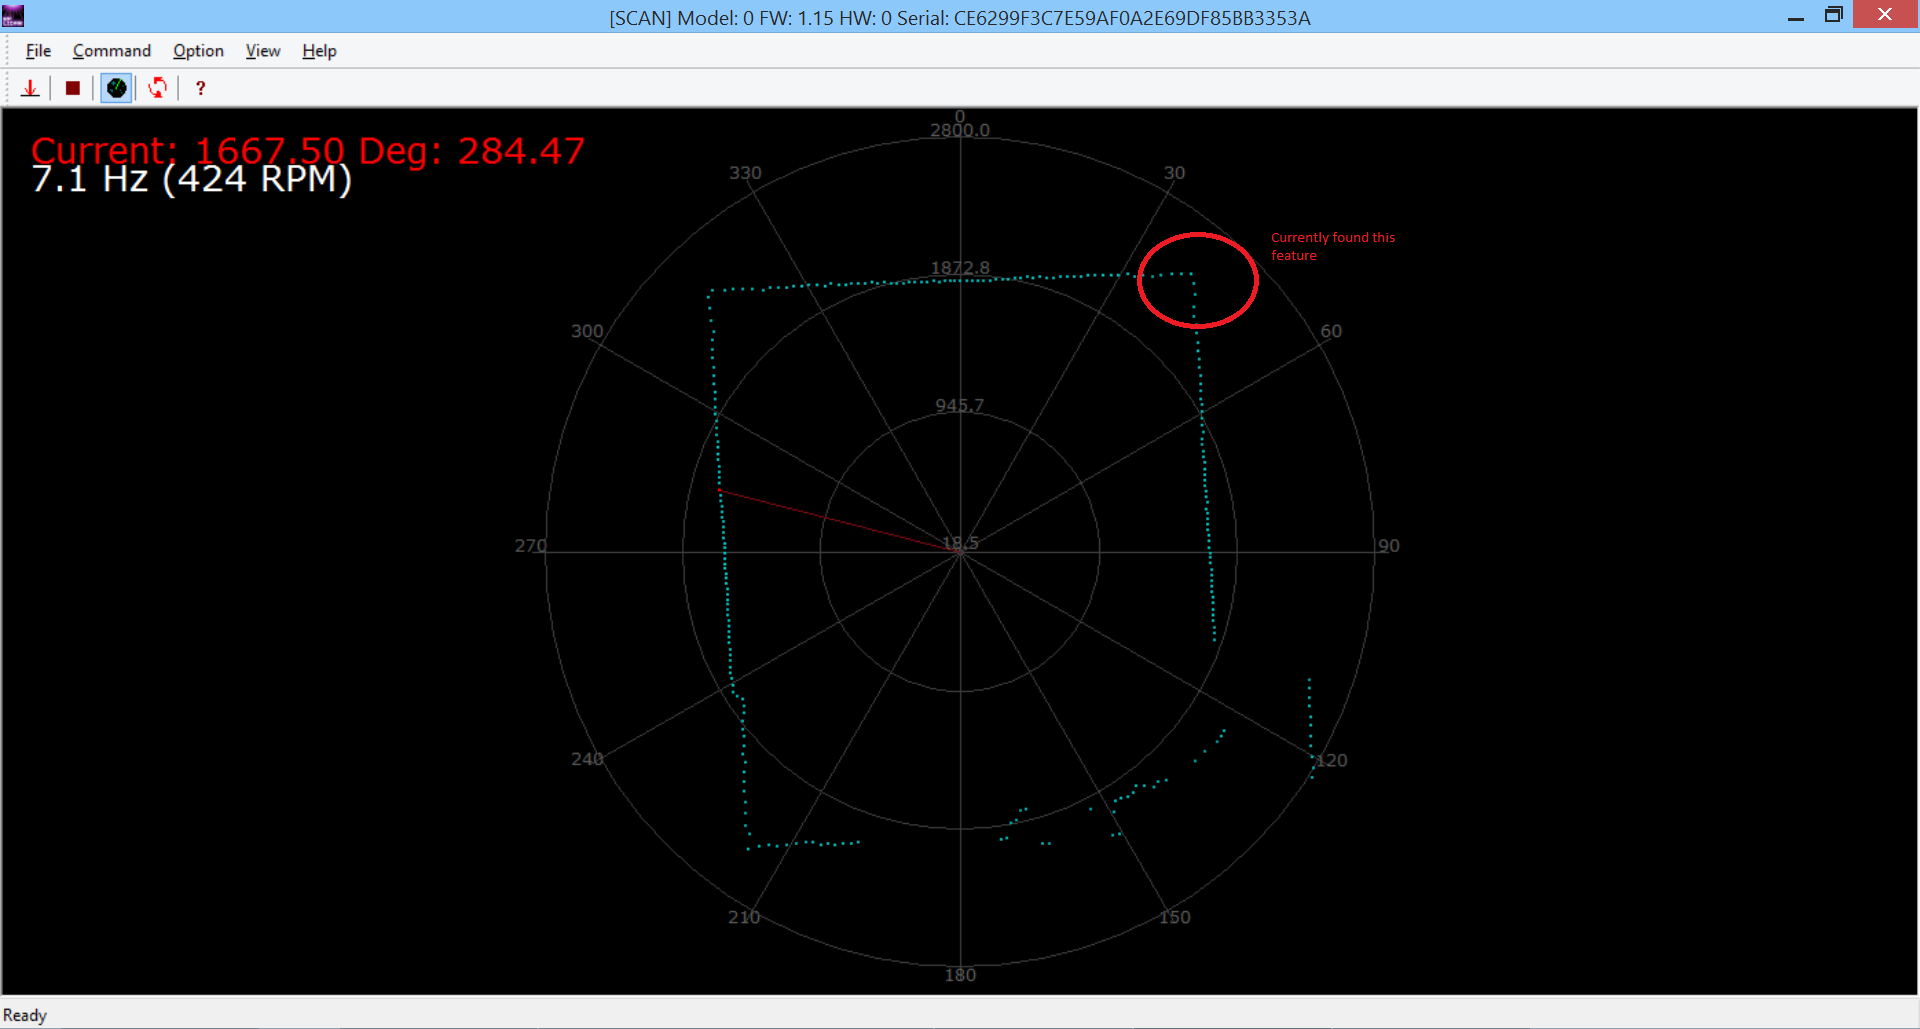 [SCAN] Model: 0 FW: 1.15 HW: 0 Serial: CE6299F3C7E59AF0A2E69DF85BB3353A
File Command Option View Help
?
Current: 1667.50 Deg: 284.47
7.1 Hz (424 RPM)
0
2800.0
330
30
Currently found this
feature
1872.8
300
60
945.7
18.5
270
90
240
120
210
150
180
Ready